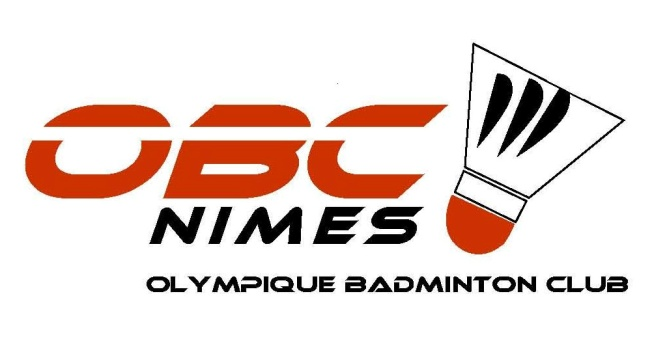 OBC
NIMES
OLYMPIQUE BADMINTON CLUB